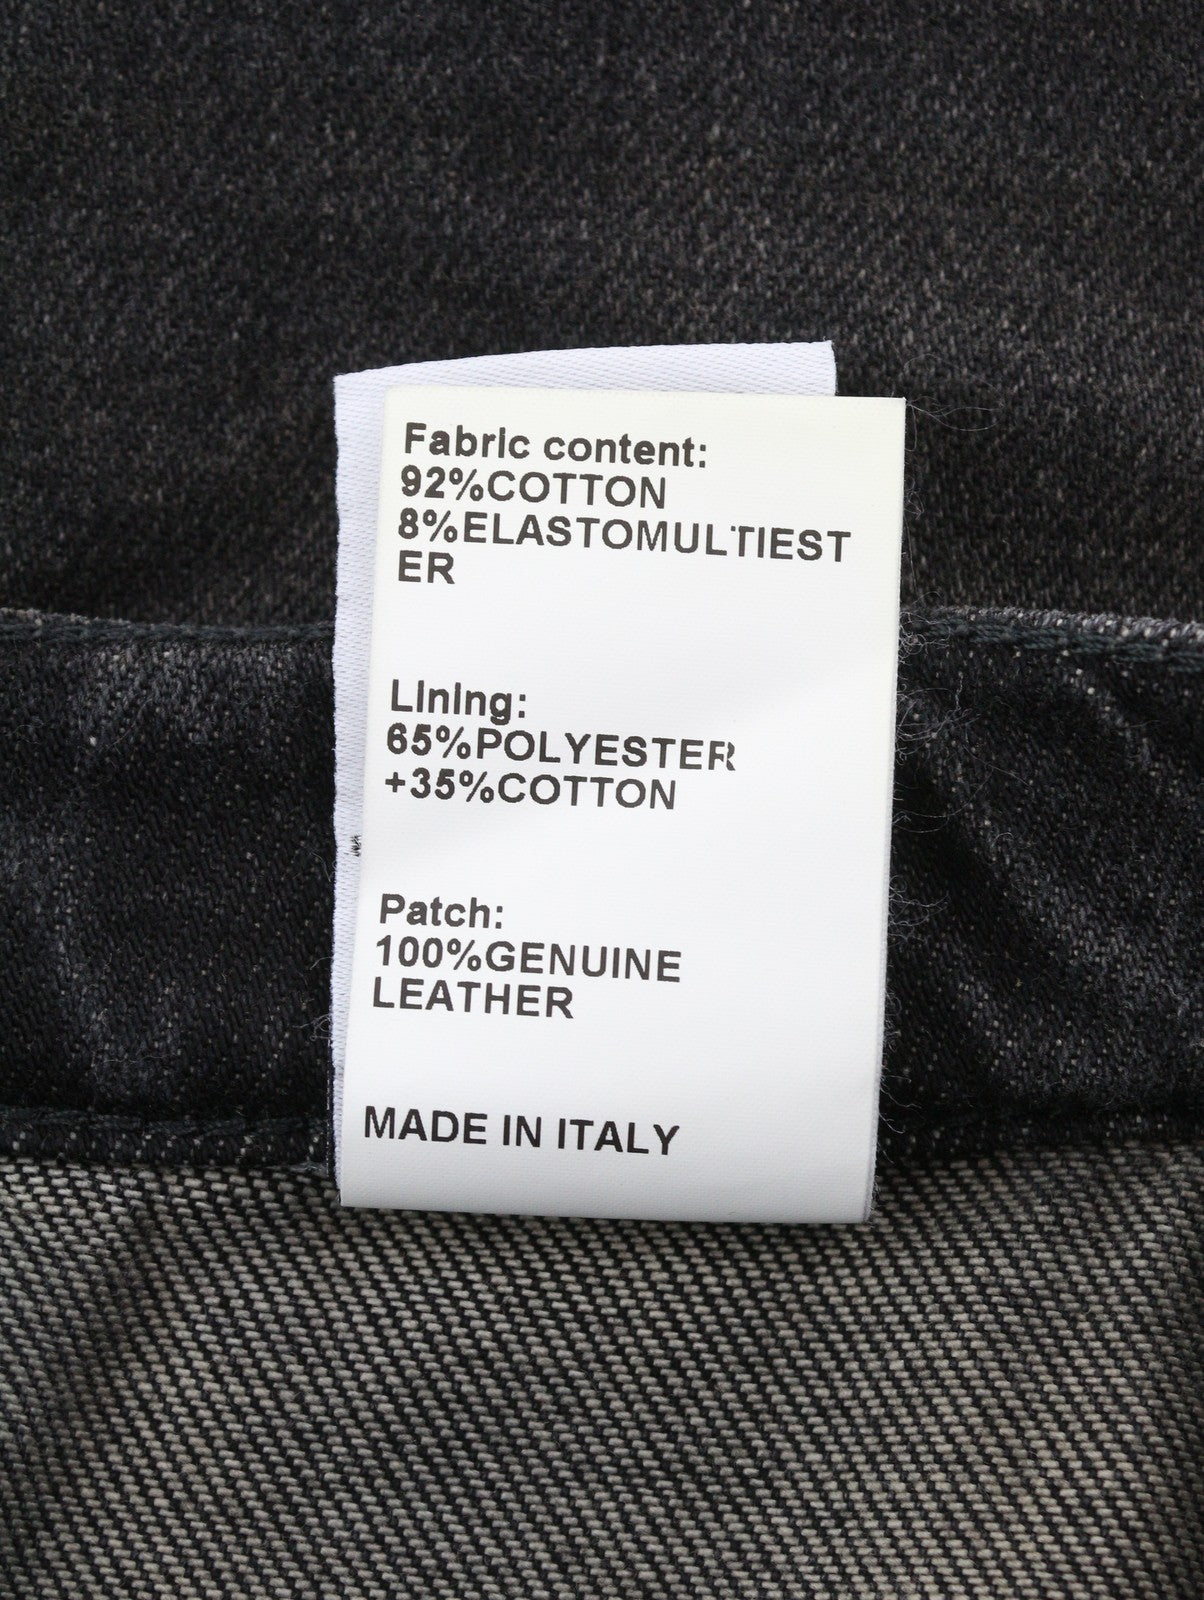 Fabric content:
92%COTTON
8%ELASTOMULTIEST
ER
Lining:
65%POLYESTER
+35%COTTON
Patch:
100%GENUINE
LEATHER
MADE IN ITALY